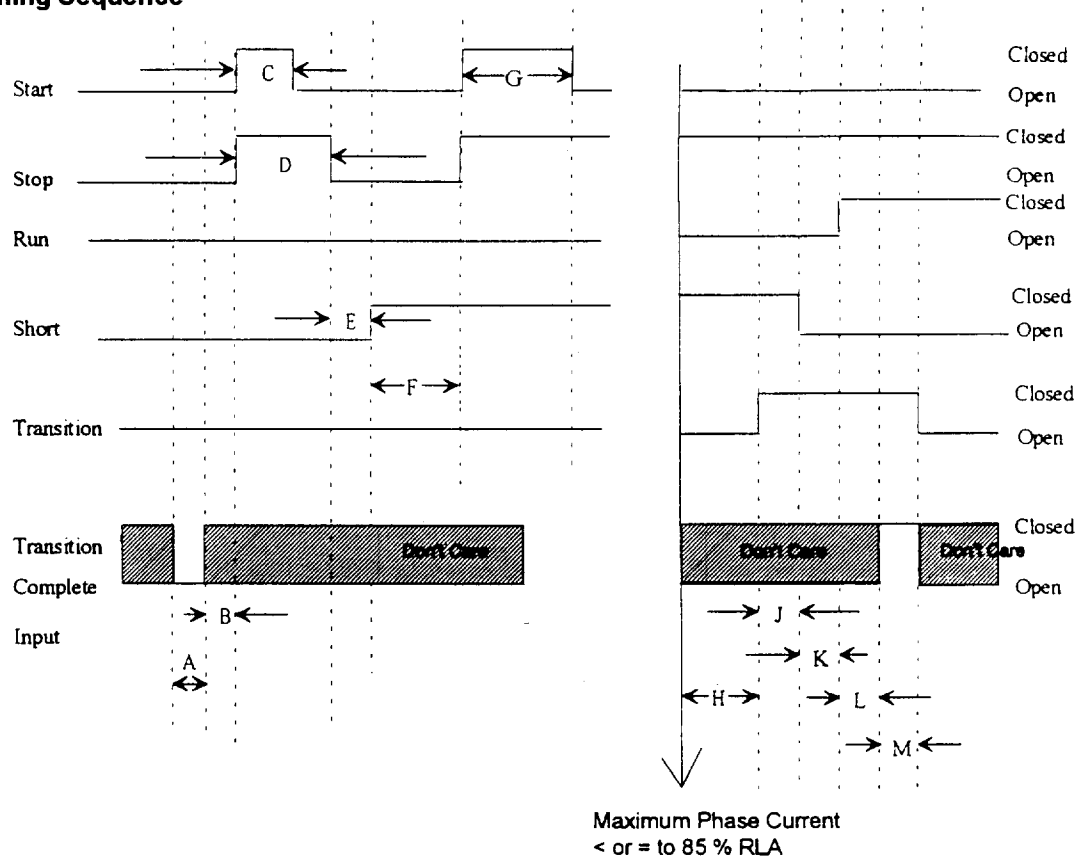 Sequence
Closed
Start
C
G
Open
Closed
Stop
D
Open
Closed
Run
Open
Closed
Short
E
Open
F
Closed
Transition
Open
Closed
Transition
Don't Care
Don't Care
Don't Care
Complete
Open
B
J
Input
A
K
H
L
M
Maximum Phase Current
< or = to 85 % RLA